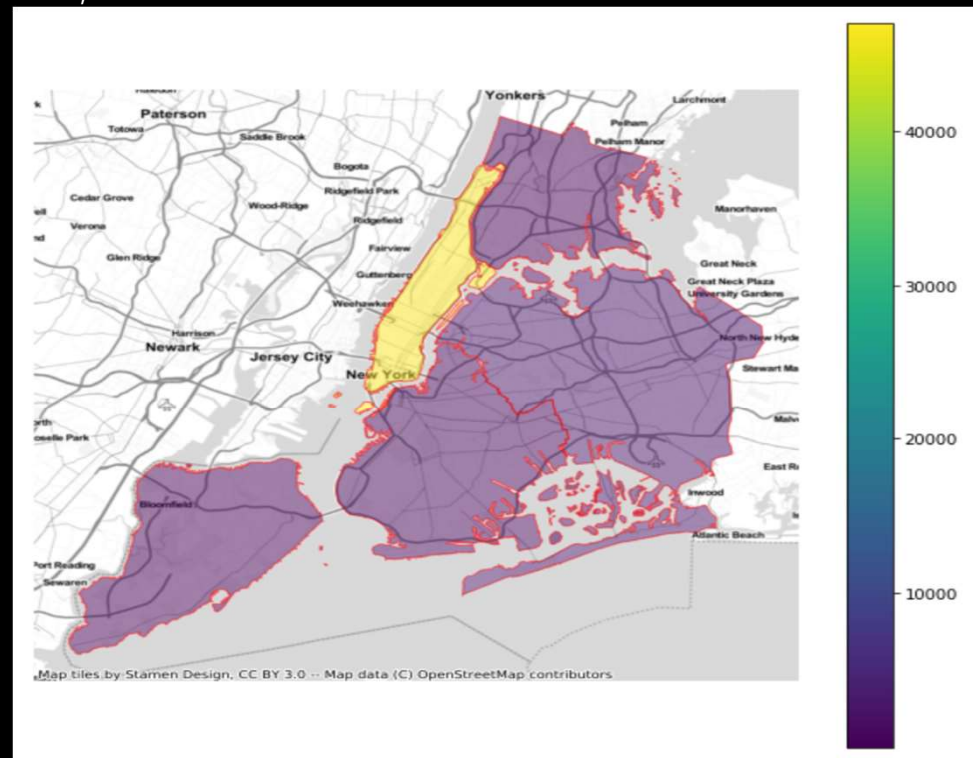 Yonkers
Larchmont
Paterson
Pelham
Totowa
Saddle Brook
Pelham Manor
Bogota
Ridgefield Park
Cedar Grove
Wood-Ridge
Manorhaven
Ridgefield
Verona
Fairview
Glen Ridge
Great Neck
Guttenberg
Great Neck Plaza
University Gardens
Weehawken
Harrison
North New Hyde
Newark
Jersey City
Stewart Ma
New York
Malv
oselle Park
East R
Inwood
Bloomfield
Atlantic Beach
Port Reading
Sewaren
Map tiles by Stamen Design, CC BY 3.0 -- Map data (C) OpenStreetMap contributors
40000
30000
20000
10000